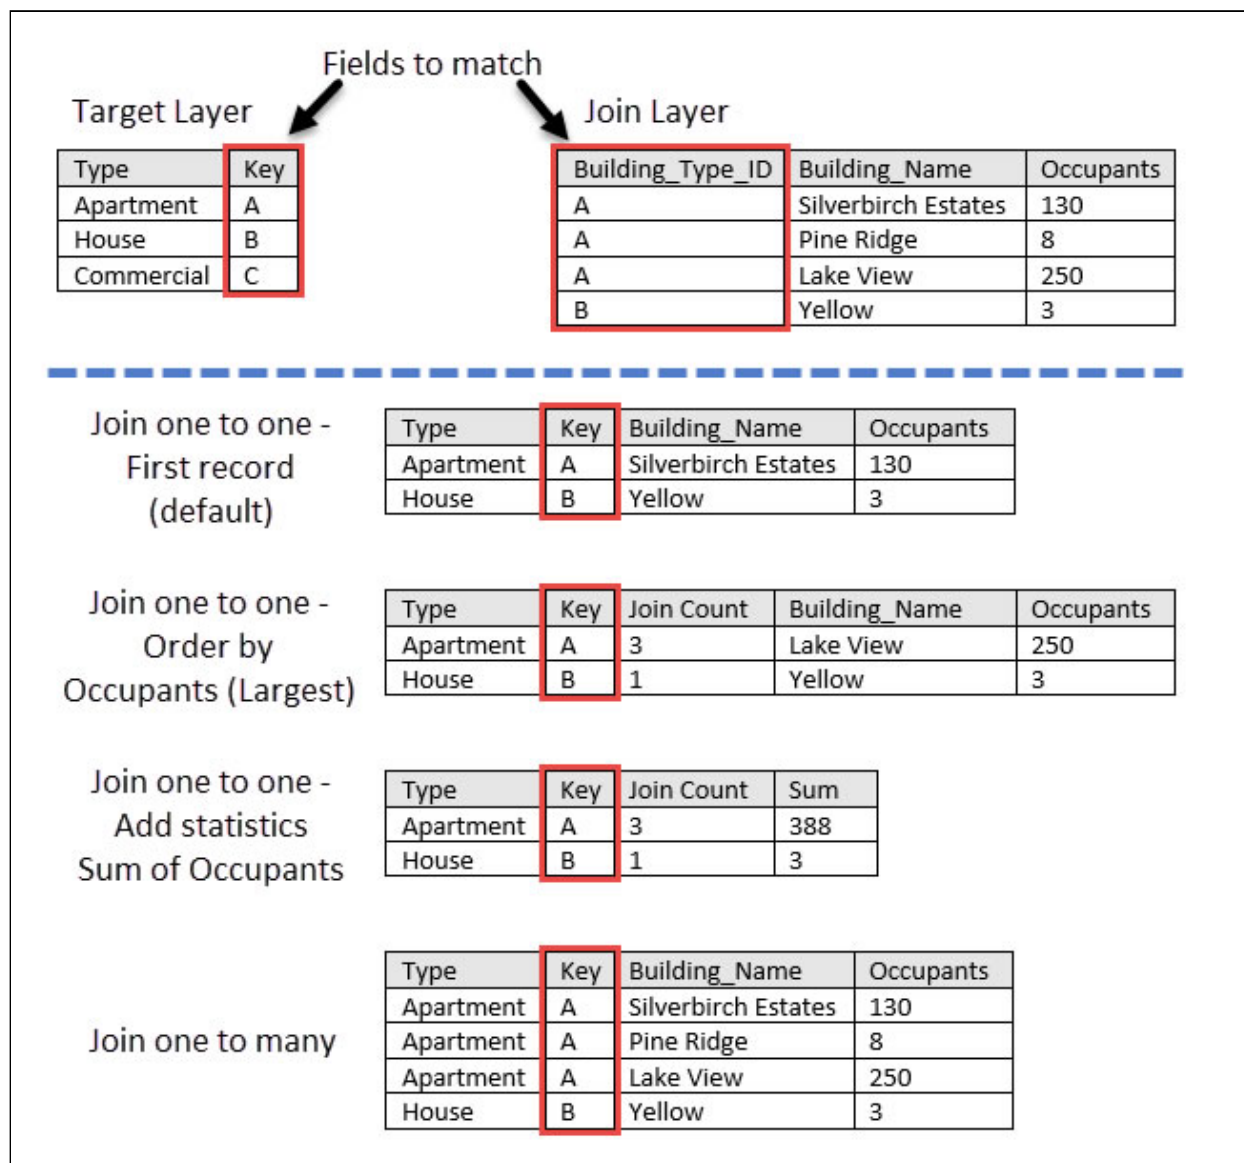 Fields to match
Target Layer
Join Layer
Type Key
Apartment A
House B
Commercial C
Building_Type_ID Building_Name Occupants
A Silverbirch Estates 130
A Pine Ridge 8
A Lake View 250
B Yellow 3
Join one to one -
First record
(default)
Type Key Building_Name Occupants
Apartment A Silverbirch Estates 130
House B Yellow 3
Join one to one -
Order by
Occupants (Largest)
Type Key Join Count Building_Name Occupants
Apartment A 3 Lake View 250
House B 1 Yellow 3
Join one to one -
Add statistics
Sum of Occupants
Type Key Join Count Sum
Apartment A 3 388
House B 1 3
Join one to many
Type Key Building_Name Occupants
Apartment A Silverbirch Estates 130
Apartment A Pine Ridge 8
Apartment A Lake View 250
House B Yellow 3